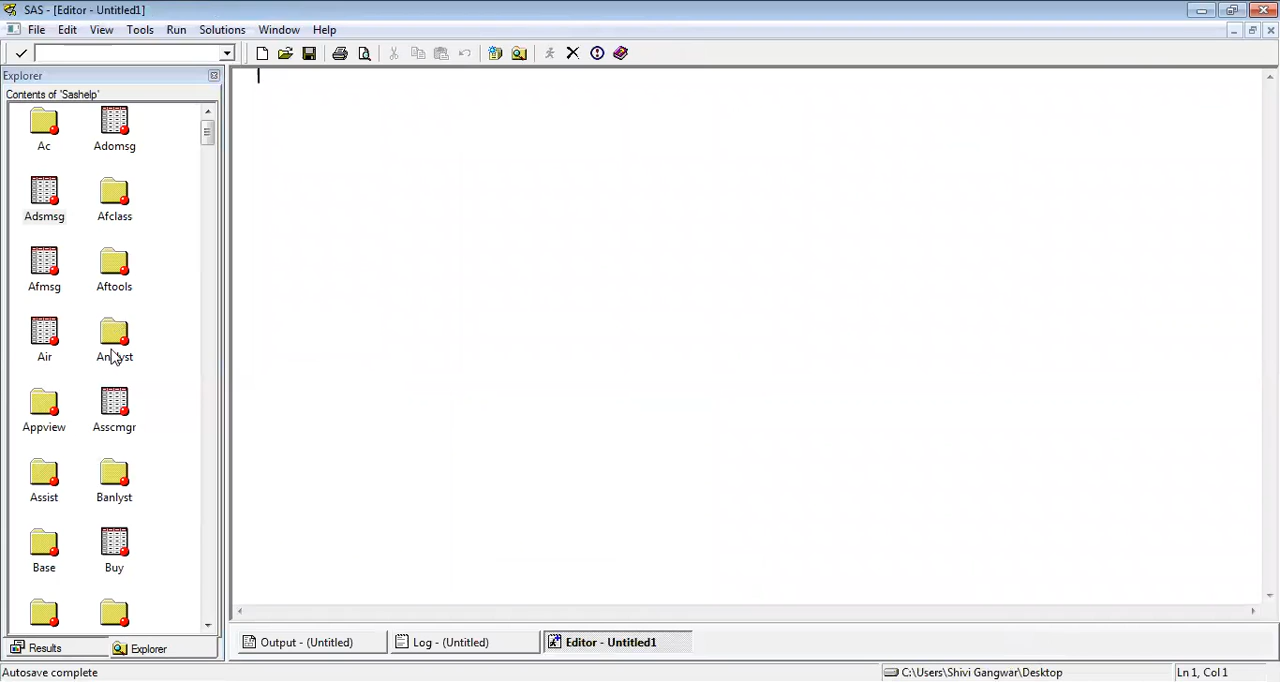 SAS - [Editor - Untitled1]
File Edit View Tools Run Solutions Window Help
Explorer
Contents of 'Sashelp'
Ac Adomsg
Adsmsg Afclass
Afmsg Aftools
Air Analyst
Appview Asscmgr
Assist Banlyst
Base Buy
Results Explorer
Output - (Untitled) Log - (Untitled) Editor - Untitled1
Autosave complete C:\Users\Shivi Gangwar\Desktop Ln 1, Col 1